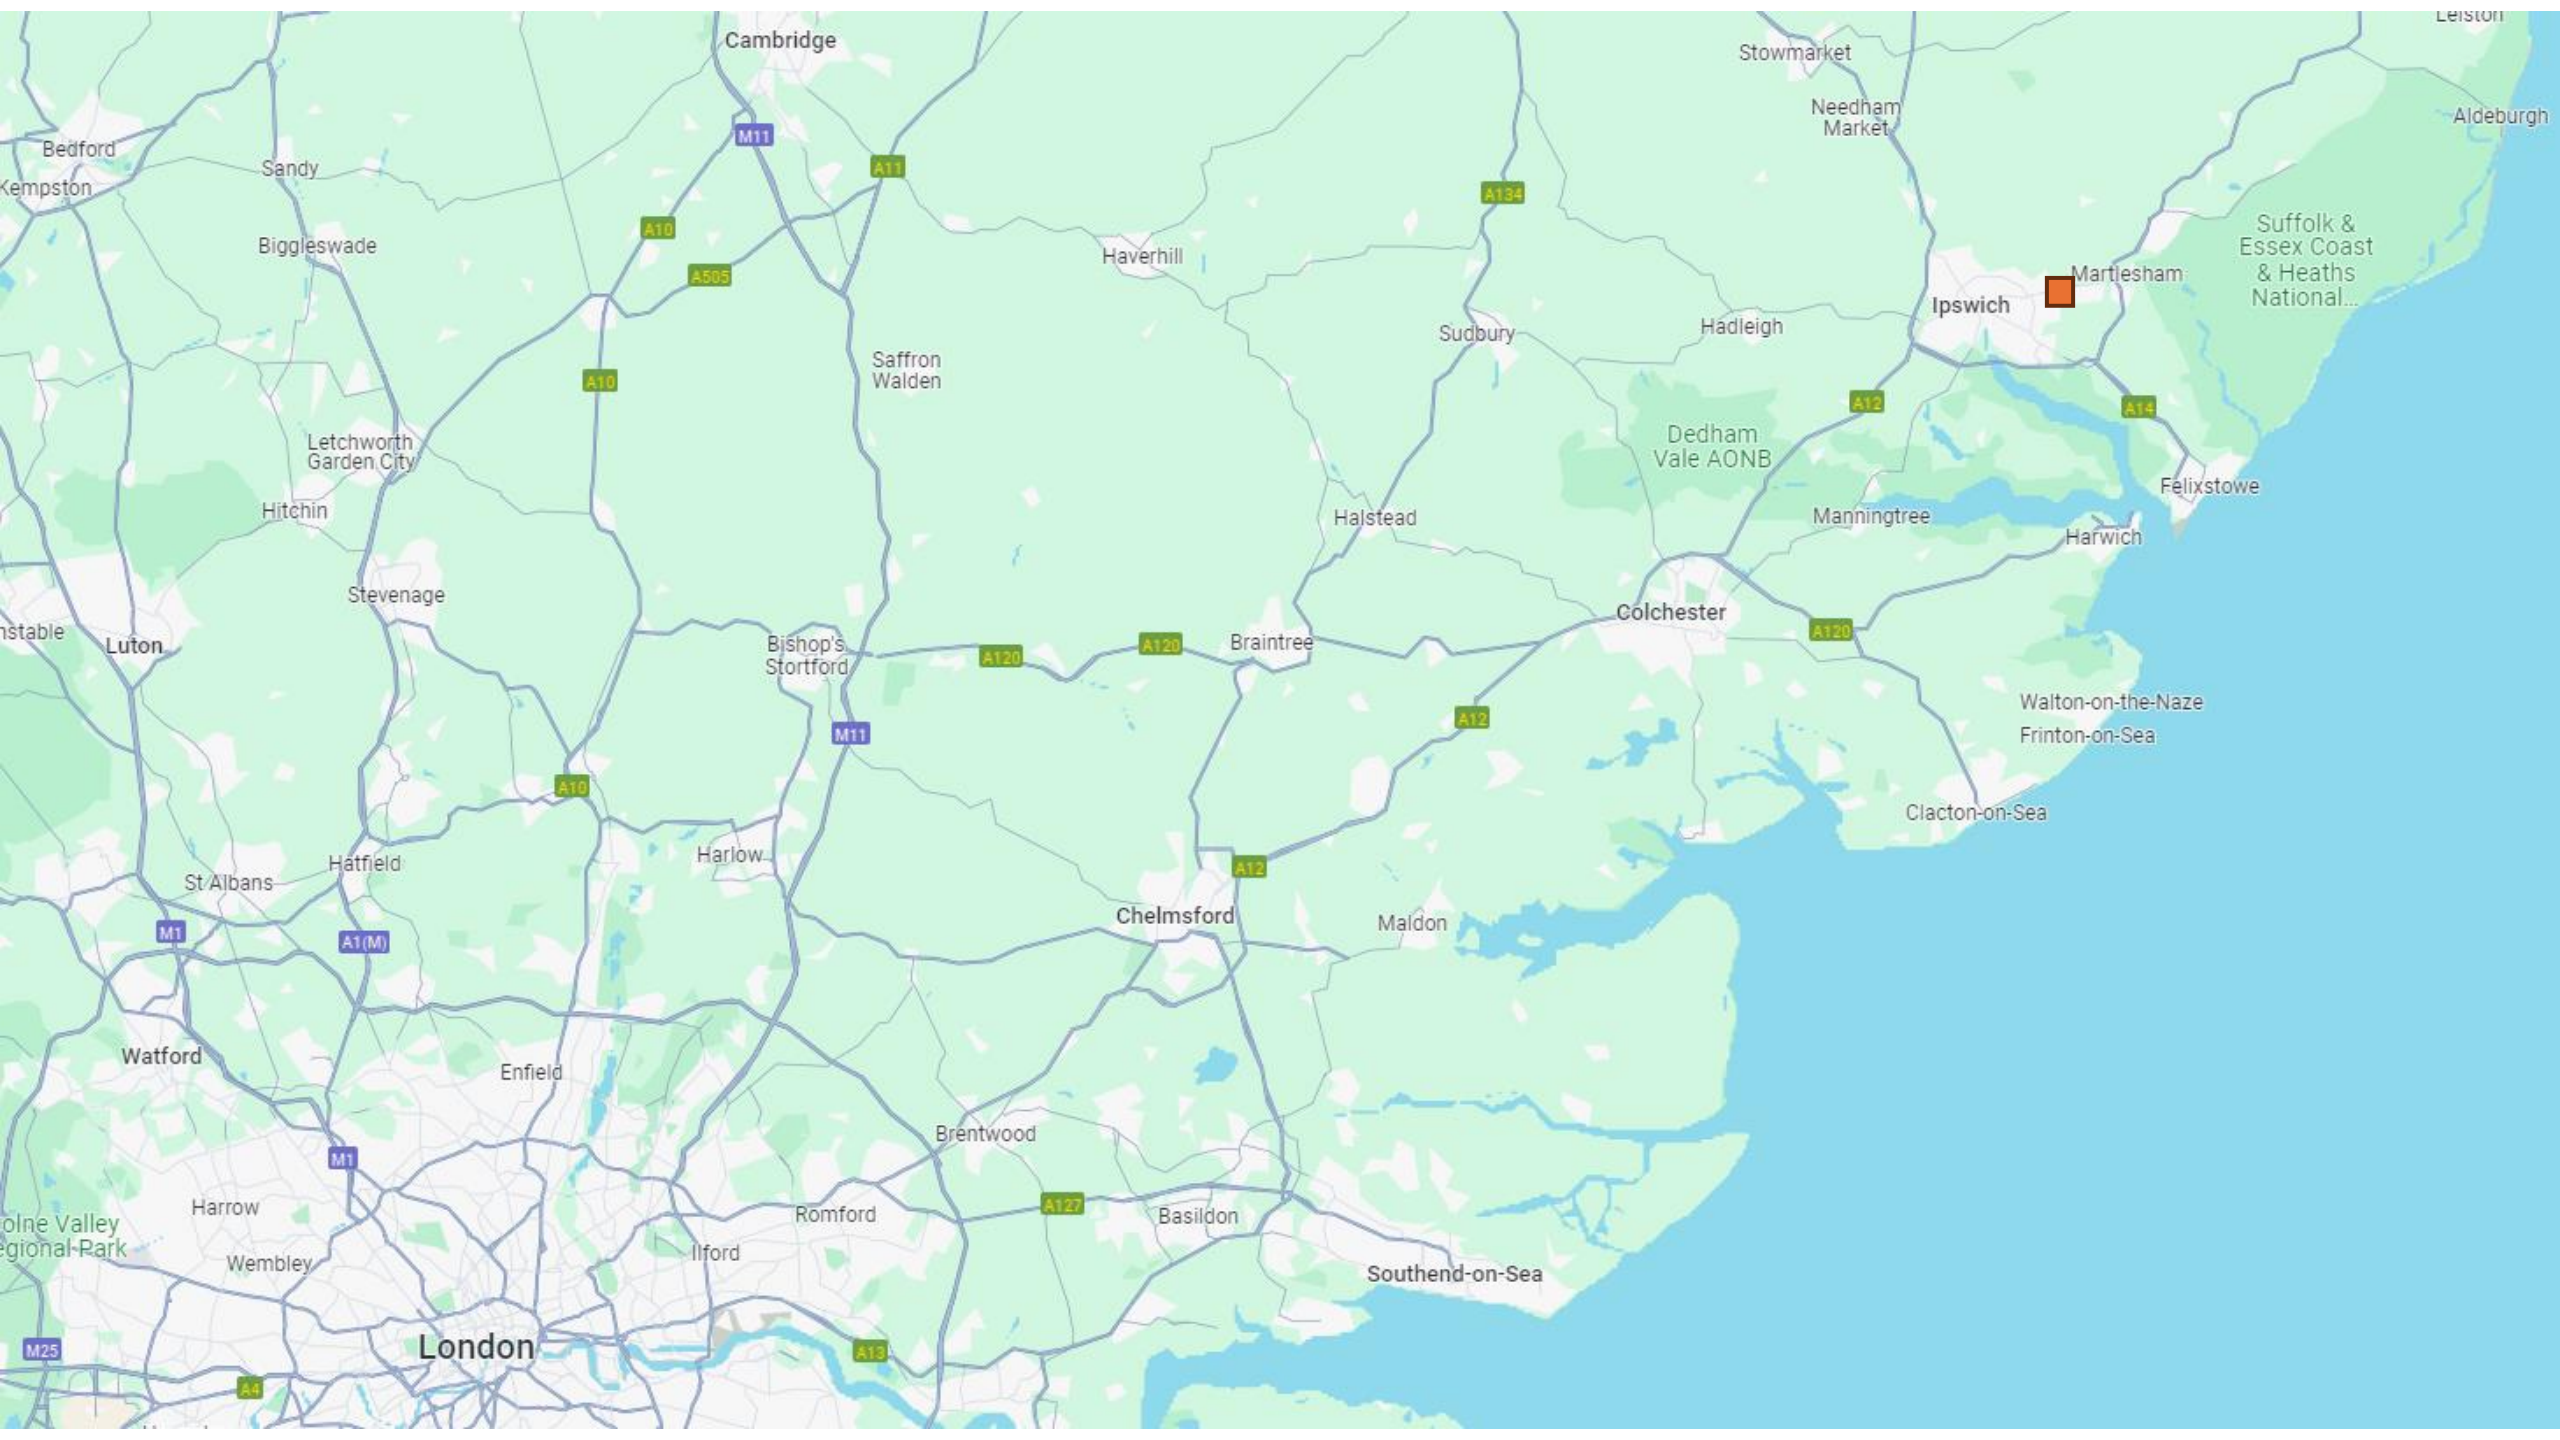 Leiston
Cambridge
Stowmarket
Needham
Market
Aldeburgh
M11
Bedford
A11
Sandy
Kempston
A134
A10
Suffolk &
Essex Coast
& Heaths
National...
Biggleswade
Haverhill
A505
Martlesham
Ipswich
Sudbury
Hadleigh
Saffron
Walden
A10
A12
A14
Letchworth
Garden City
Dedham
Vale AONB
Hitchin
Halstead
Manningtree
Felixstowe
Harwich
Stevenage
Colchester
nstable
Luton
Bishop's
Stortford
A120
A120
Braintree
A120
Walton-on-the-Naze
M11
A12
Frinton-on-Sea
A10
Clacton-on-Sea
Harlow
Hatfield
A12
St Albans
Chelmsford
Maldon
M1
A1(M)
Watford
Enfield
Brentwood
M1
Harrow
A127
Romford
Basildon
olne Valley
egional Park
Ilford
Wembley
Southend-on-Sea
London
M25
A13
A4